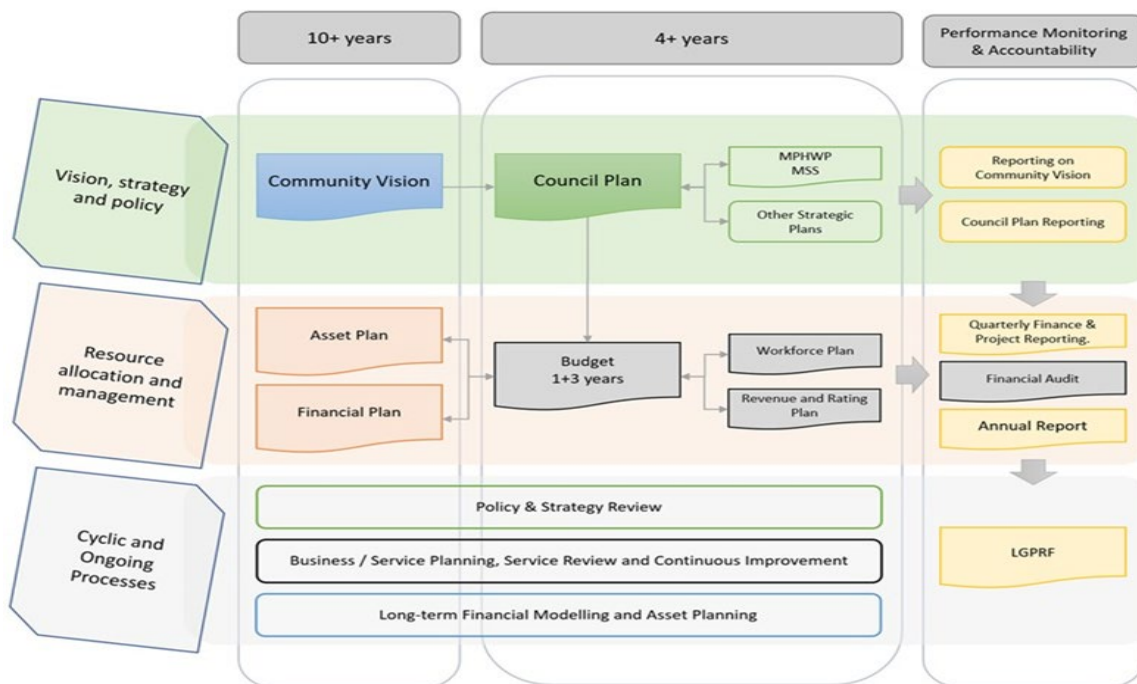 10+ years
4+ years
Performance Monitoring
& Accountability
Vision, strategy
and policy
Community Vision
Council Plan
MPHWP
MSS
Other Strategic
Plans
Reporting on
Community Vision
Council Plan Reporting
Resource
allocation and
management
Asset Plan
Financial Plan
Budget
1+3 years
Workforce Plan
Revenue and Rating
Plan
Quarterly Finance &
Project Reporting.
Financial Audit
Annual Report
Cyclic and
Ongoing
Processes
Policy & Strategy Review
Business / Service Planning, Service Review and Continuous Improvement
Long-term Financial Modelling and Asset Planning
LGPRF